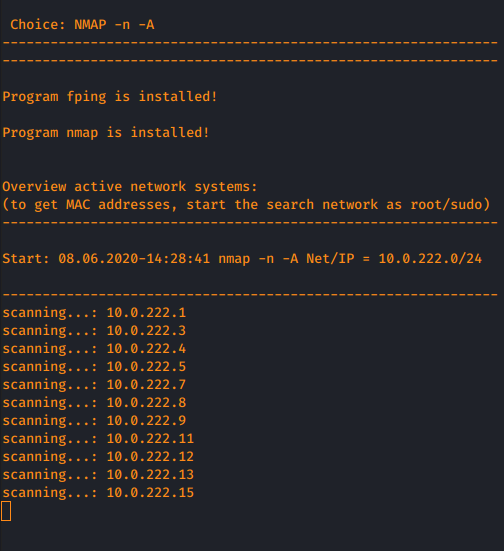 Choice: NMAP -n -A
--------------------------------------------------------------
--------------------------------------------------------------
Program fping is installed!
Program nmap is installed!
Overview active network systems:
(to get MAC addresses, start the search network as root/sudo)
--------------------------------------------------------------
Start: 08.06.2020-14:28:41 nmap -n -A Net/IP = 10.0.222.0/24
--------------------------------------------------------------
scanning...: 10.0.222.1
scanning...: 10.0.222.3
scanning...: 10.0.222.4
scanning...: 10.0.222.5
scanning...: 10.0.222.7
scanning...: 10.0.222.8
scanning...: 10.0.222.9
scanning...: 10.0.222.11
scanning...: 10.0.222.12
scanning...: 10.0.222.13
scanning...: 10.0.222.15